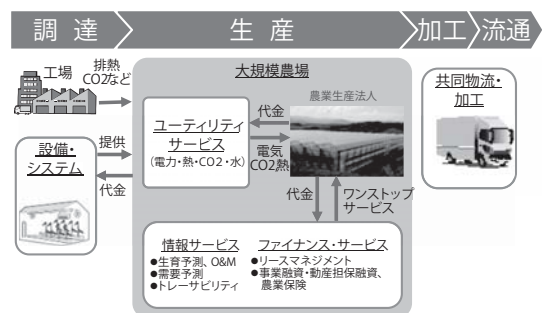 調達
生産
加工
流通
工場
排熱
CO2など
大規模農場
農業生産法人
共同物流・
加工
ユーティリティ
サービス
(電力・熱・CO2・水)
代金
電気
CO2,熱
設備・
システム
提供
代金
代金
ワンストップ
サービス
情報サービス
●生育予測、O&M
●需要予測
●トレーサビリティ
ファイナンス・サービス
●リースマネジメント
●事業融資・動産担保融資、
農業保険